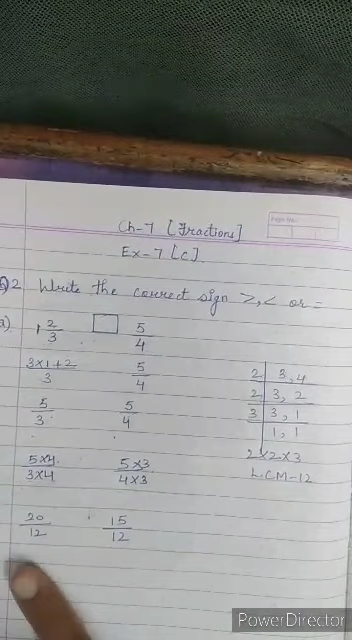 Ch-7 [Fractions]
Ex-7 [C]
Q2 Write the correct sign >, < or =
a) 1 2/3 □ 5/4
3×1+2/3 5/4
5/3 5/4
5×4/3×4 5×3/4×3
20/12 15/12
2 | 3, 4
2 | 3, 2
3 | 3, 1
1, 1
2×2×3
L.C.M-12
PowerDirector